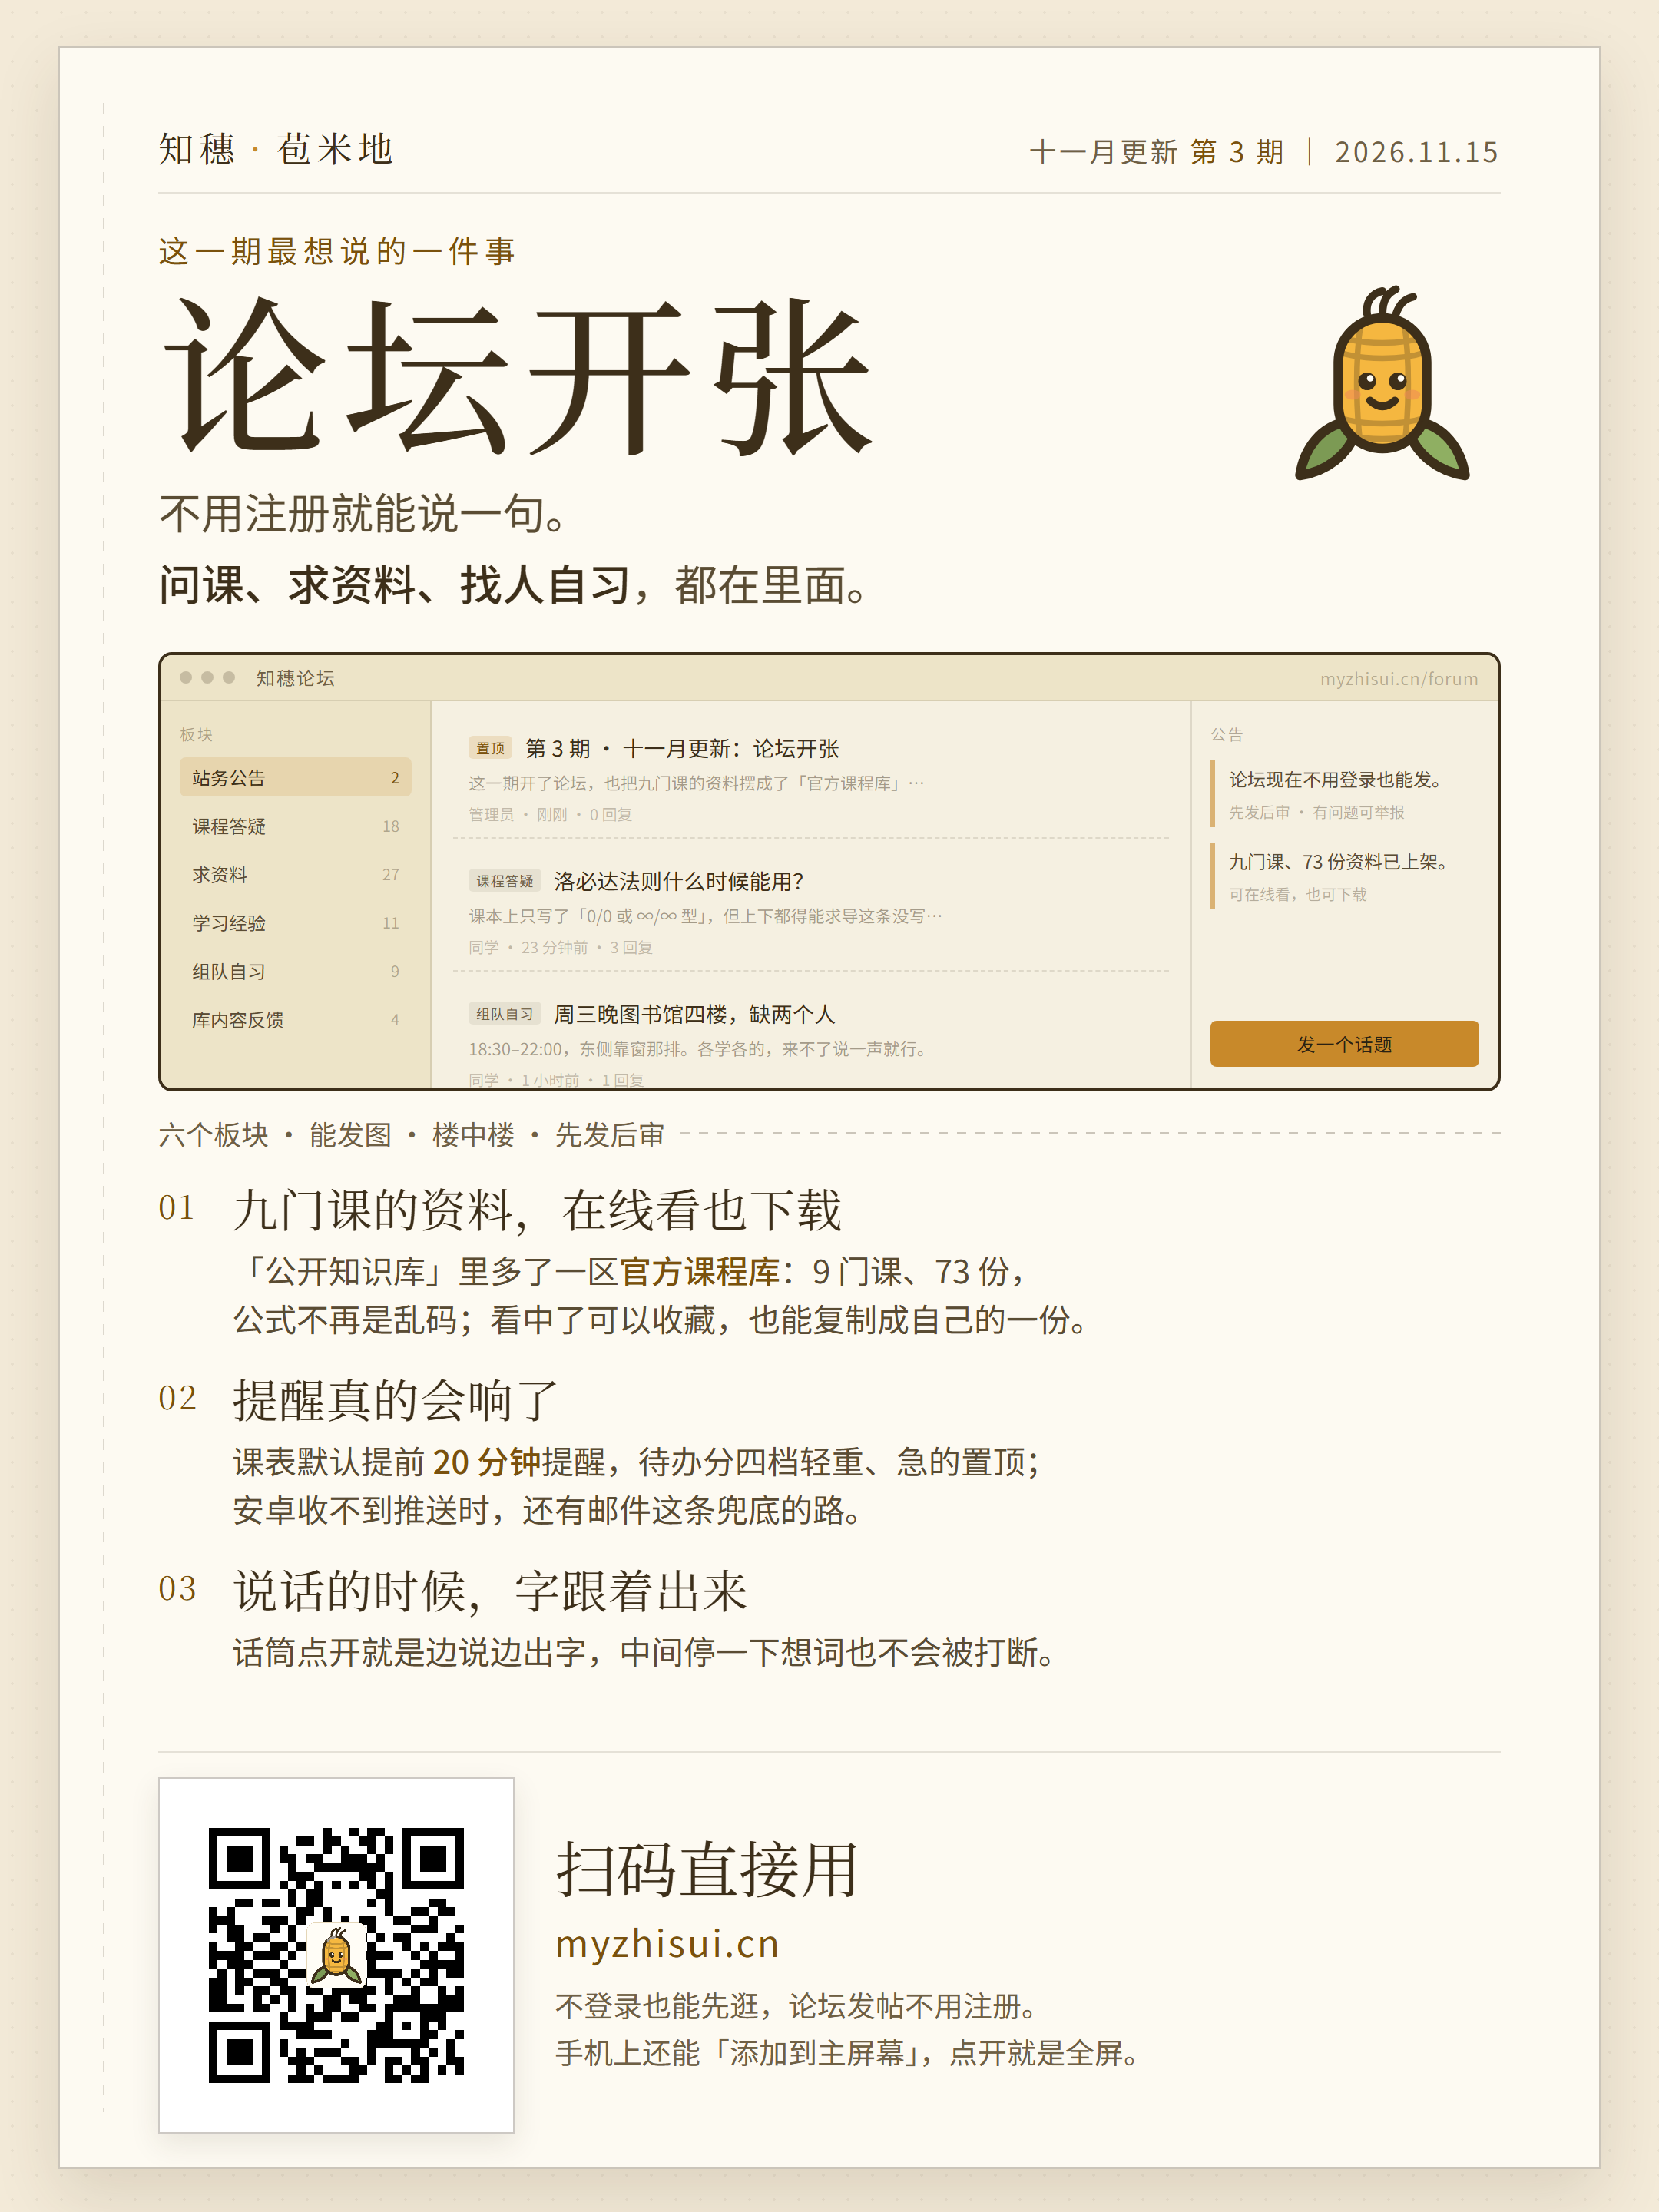 知穗 · 苞米地
十一月更新 第 3 期 ｜ 2026.11.15
这一期最想说的一件事
论坛开张
不用注册就能说一句。
问课、求资料、找人自习，都在里面。
知穗论坛
myzhisui.cn/forum
板块
站务公告 2
课程答疑 18
求资料 27
学习经验 11
组队自习 9
库内容反馈 4
置顶 第 3 期 · 十一月更新：论坛开张
这一期开了论坛，也把九门课的资料摆成了「官方课程库」…
管理员 · 刚刚 · 0 回复
课程答疑 洛必达法则什么时候能用？
课本上只写了「0/0 或 ∞/∞ 型」，但上下都得能求导这条没写…
同学 · 23 分钟前 · 3 回复
组队自习 周三晚图书馆四楼，缺两个人
18:30–22:00，东侧靠窗那排。各学各的，来不了说一声就行。
同学 · 1 小时前 · 1 回复
公告
论坛现在不用登录也能发。
先发后审 · 有问题可举报
九门课、73 份资料已上架。
可在线看，也可下载
发一个话题
六个板块 · 能发图 · 楼中楼 · 先发后审
01 九门课的资料，在线看也下载
「公开知识库」里多了一区官方课程库：9 门课、73 份，
公式不再是乱码；看中了可以收藏，也能复制成自己的一份。
02 提醒真的会响了
课表默认提前 20 分钟提醒，待办分四档轻重、急的置顶；
安卓收不到推送时，还有邮件这条兜底的路。
03 说话的时候，字跟着出来
话筒点开就是边说边出字，中间停一下想词也不会被打断。
扫码直接用
myzhisui.cn
不登录也能先逛，论坛发帖不用注册。
手机上还能「添加到主屏幕」，点开就是全屏。